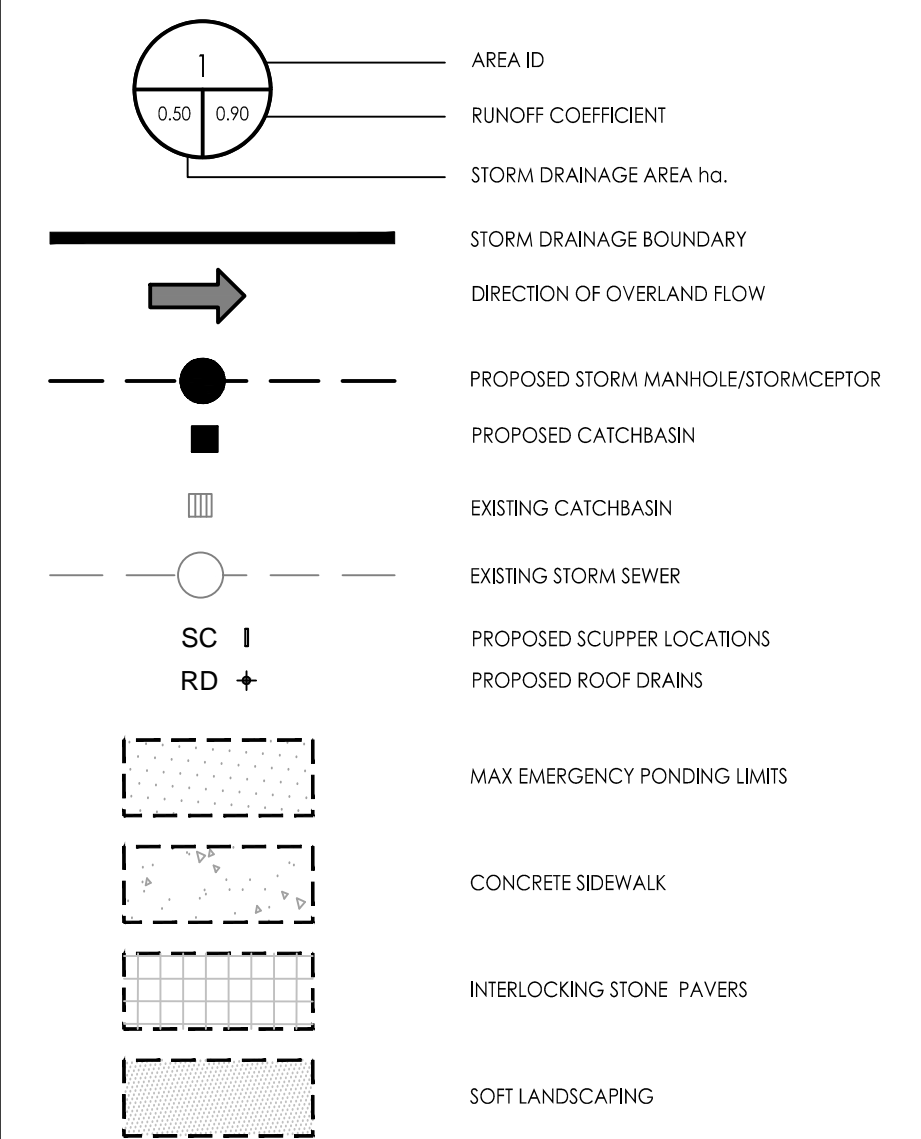 1
0.50 0.90
AREA ID
RUNOFF COEFFICIENT
STORM DRAINAGE AREA ha.
STORM DRAINAGE BOUNDARY
DIRECTION OF OVERLAND FLOW
PROPOSED STORM MANHOLE/STORMCEPTOR
PROPOSED CATCHBASIN
EXISTING CATCHBASIN
EXISTING STORM SEWER
SC PROPOSED SCUPPER LOCATIONS
RD PROPOSED ROOF DRAINS
MAX EMERGENCY PONDING LIMITS
CONCRETE SIDEWALK
INTERLOCKING STONE PAVERS
SOFT LANDSCAPING